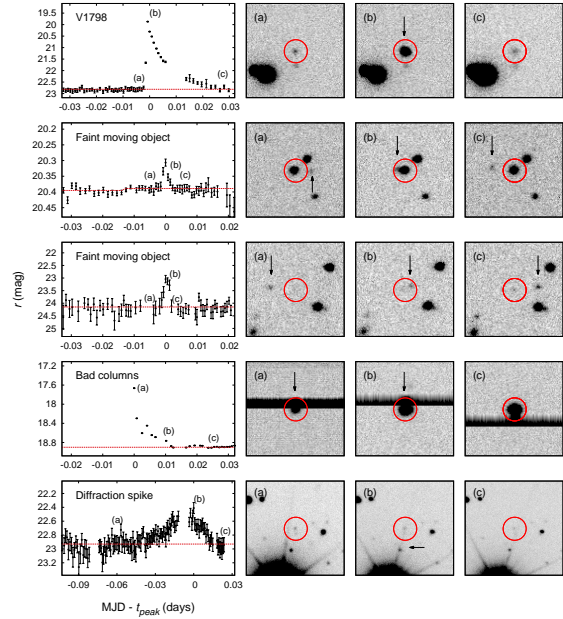 V1798
19.5
20
20.5
21
21.5
22
22.5
23
(a)
(b)
(c)
-0.03
-0.02
-0.01
0
0.01
0.02
0.03
(a)
(b)
(c)
Faint moving object
20.2
20.25
20.3
20.35
20.4
20.45
(a)
(b)
(c)
-0.03
-0.02
-0.01
0
0.01
0.02
(a)
(b)
(c)
r (mag)
Faint moving object
22
22.5
23
23.5
24
24.5
25
(a)
(b)
(c)
-0.03
-0.02
-0.01
0
0.01
0.02
(a)
(b)
(c)
Bad columns
17.2
17.6
18
18.4
18.8
(a)
(b)
(c)
-0.02
-0.01
0
0.01
0.02
0.03
(a)
(b)
(c)
Diffraction spike
22.2
22.4
22.6
22.8
23
23.2
(a)
(b)
(c)
-0.09
-0.06
-0.03
0
0.03
MJD - tpeak (days)
(a)
(b)
(c)